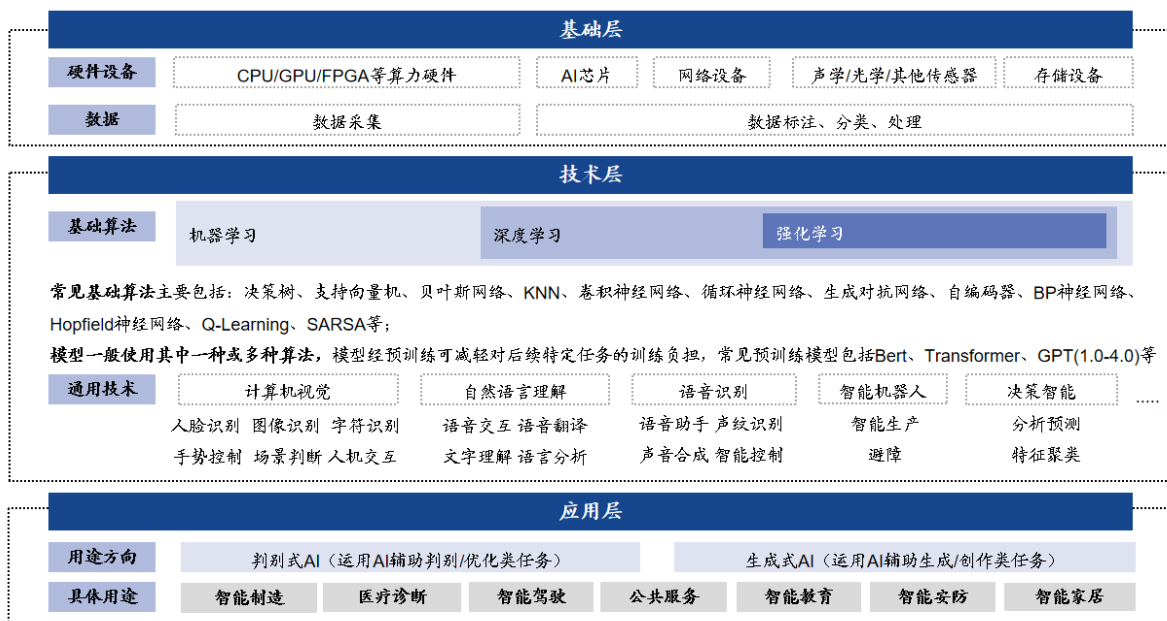 基础层
硬件设备 CPU/GPU/FPGA等算力硬件 AI芯片 网络设备 声学/光学/其他传感器 存储设备
数据 数据采集 数据标注、分类、处理
技术层
基础算法 机器学习 深度学习 强化学习
常见基础算法主要包括：决策树、支持向量机、贝叶斯网络、KNN、卷积神经网络、循环神经网络、生成对抗网络、自编码器、BP神经网络、
Hopfield神经网络、Q-Learning、SARSA等；
模型一般使用其中一种或多种算法，模型经预训练可减轻对后续特定任务的训练负担，常见预训练模型包括Bert、Transformer、GPT(1.0-4.0)等
通用技术 计算机视觉 自然语言理解 语音识别 智能机器人 决策智能 .....
人脸识别 图像识别 字符识别 语音交互 语音翻译 语音助手 声纹识别 智能生产 分析预测
手势控制 场景判断 人机交互 文字理解 语言分析 声音合成 智能控制 避障 特征聚类
应用层
用途方向 判别式AI（运用AI辅助判别/优化类任务） 生成式AI（运用AI辅助生成/创作类任务）
具体用途 智能制造 医疗诊断 智能驾驶 公共服务 智能教育 智能安防 智能家居